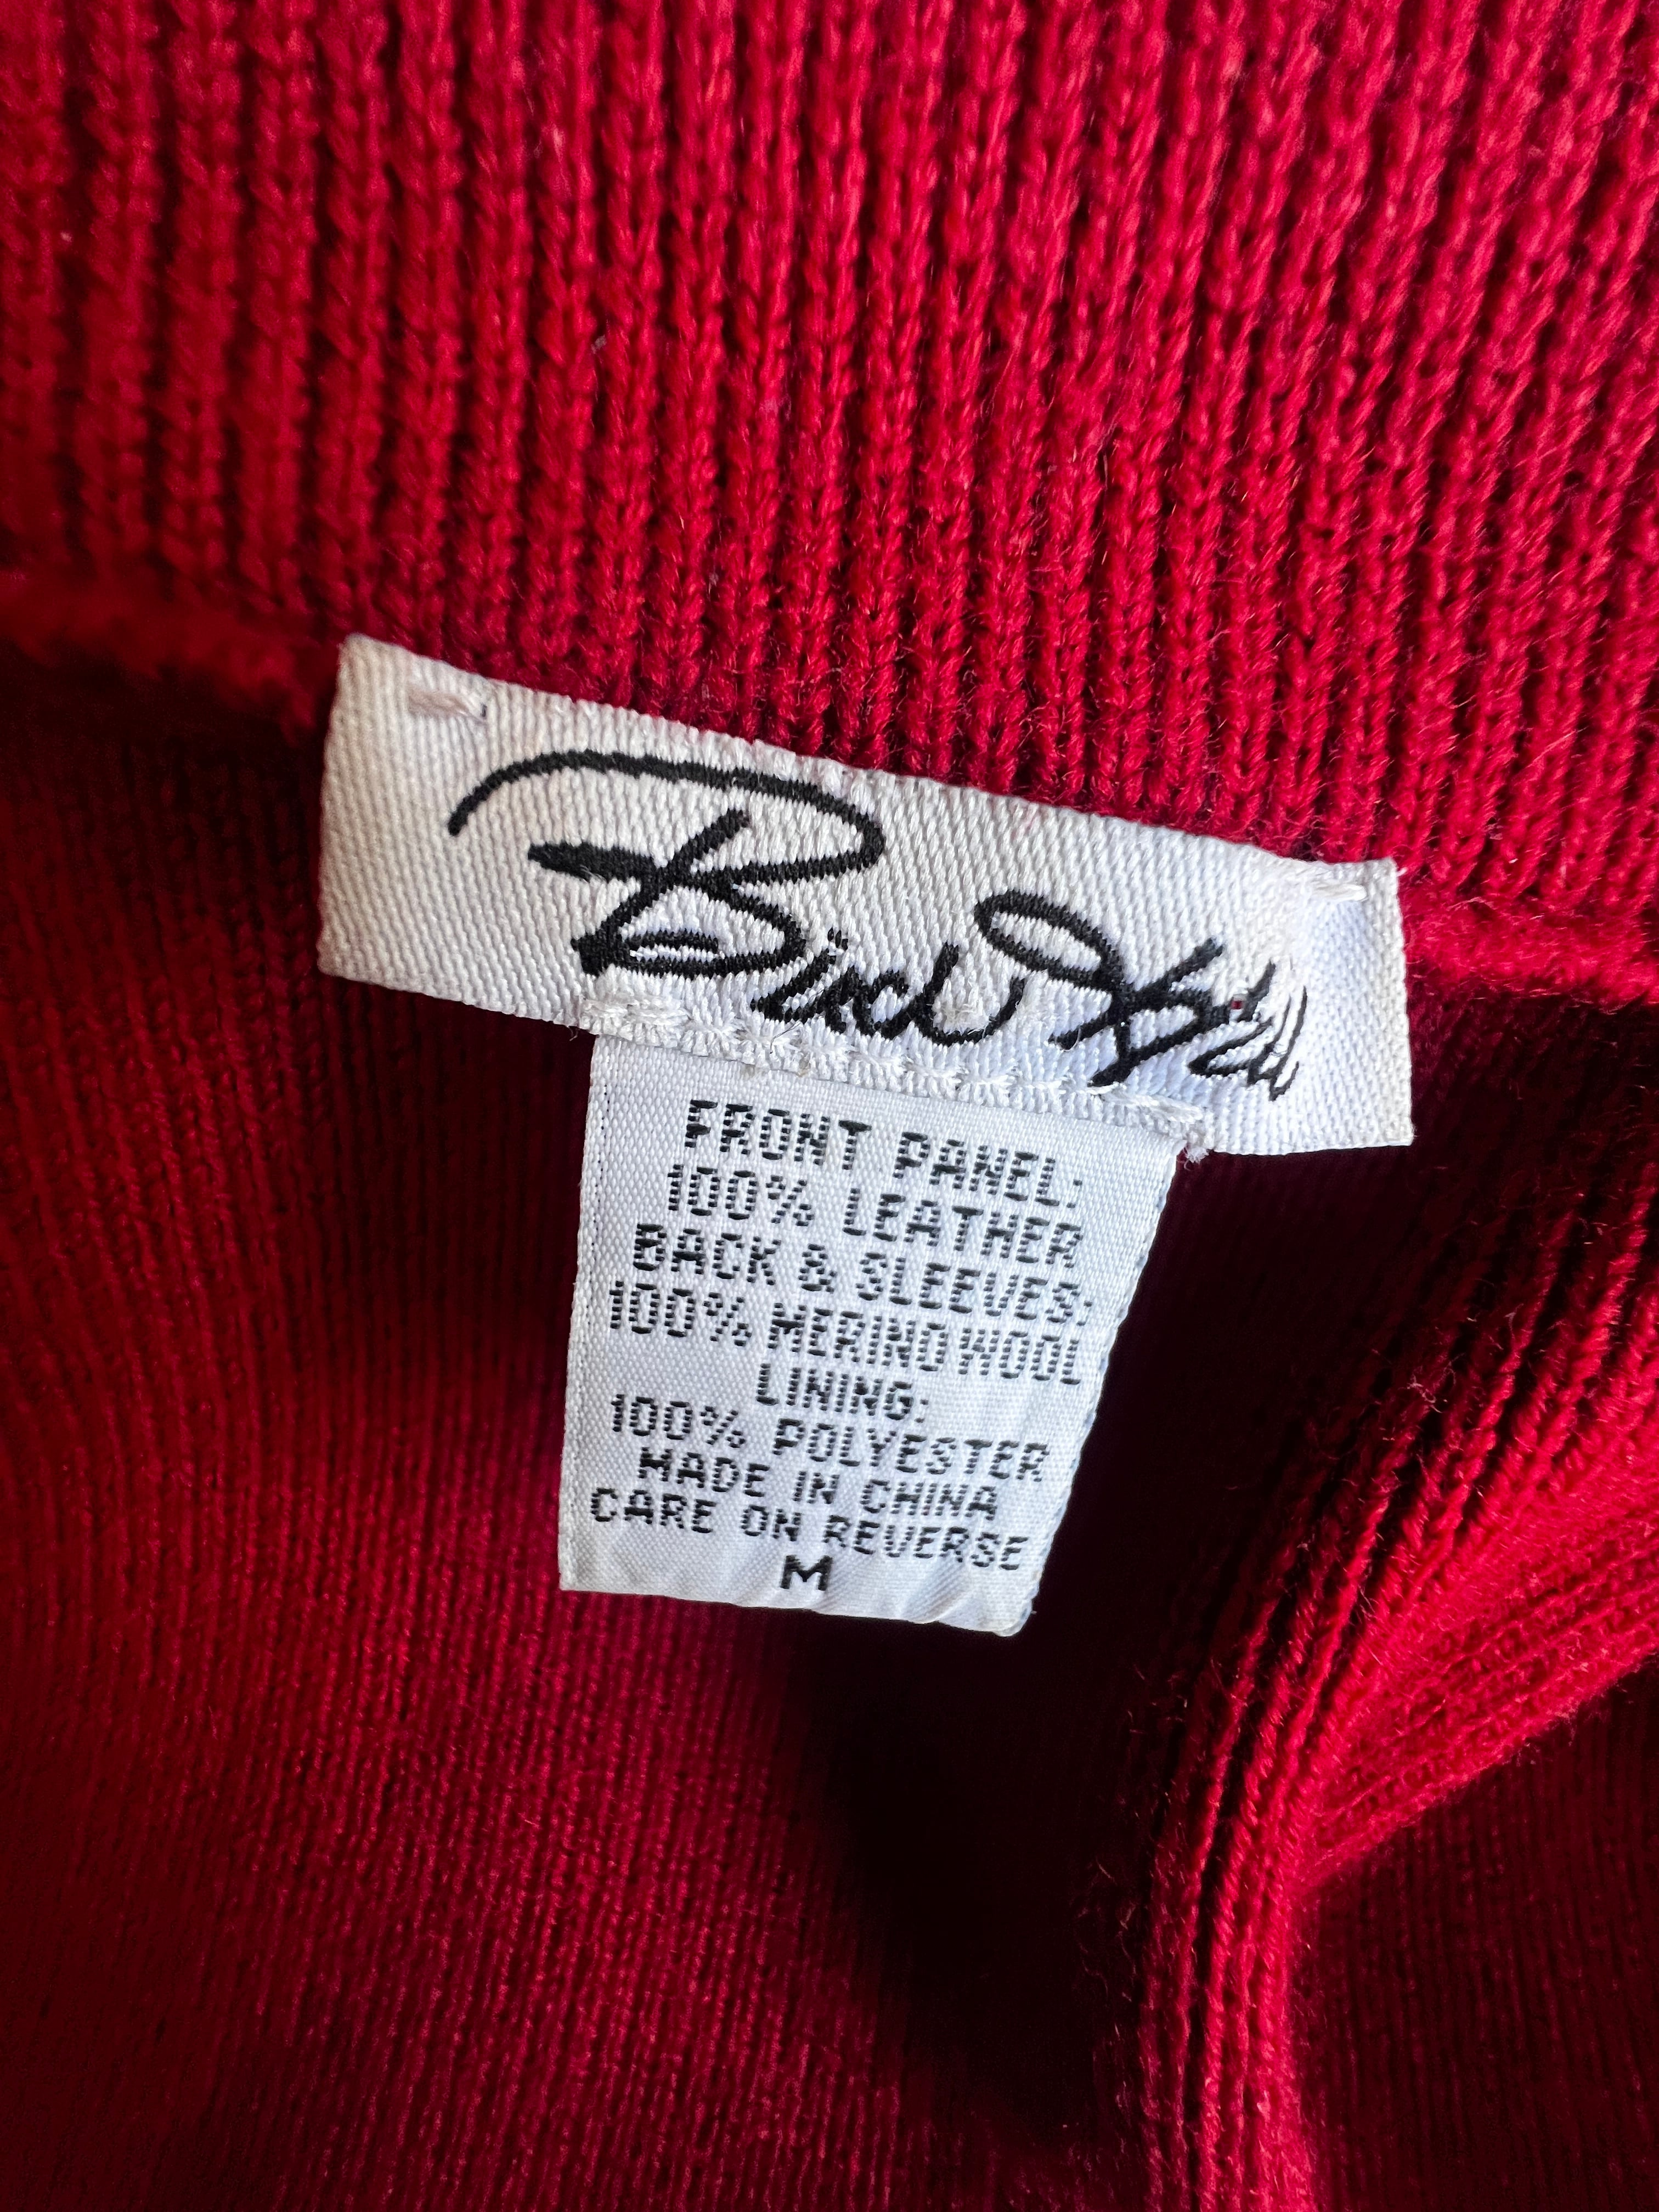 FRONT PANEL:
100% LEATHER
BACK & SLEEVES:
100% MERINO WOOL
LINING:
100% POLYESTER
MADE IN CHINA
CARE ON REVERSE
M